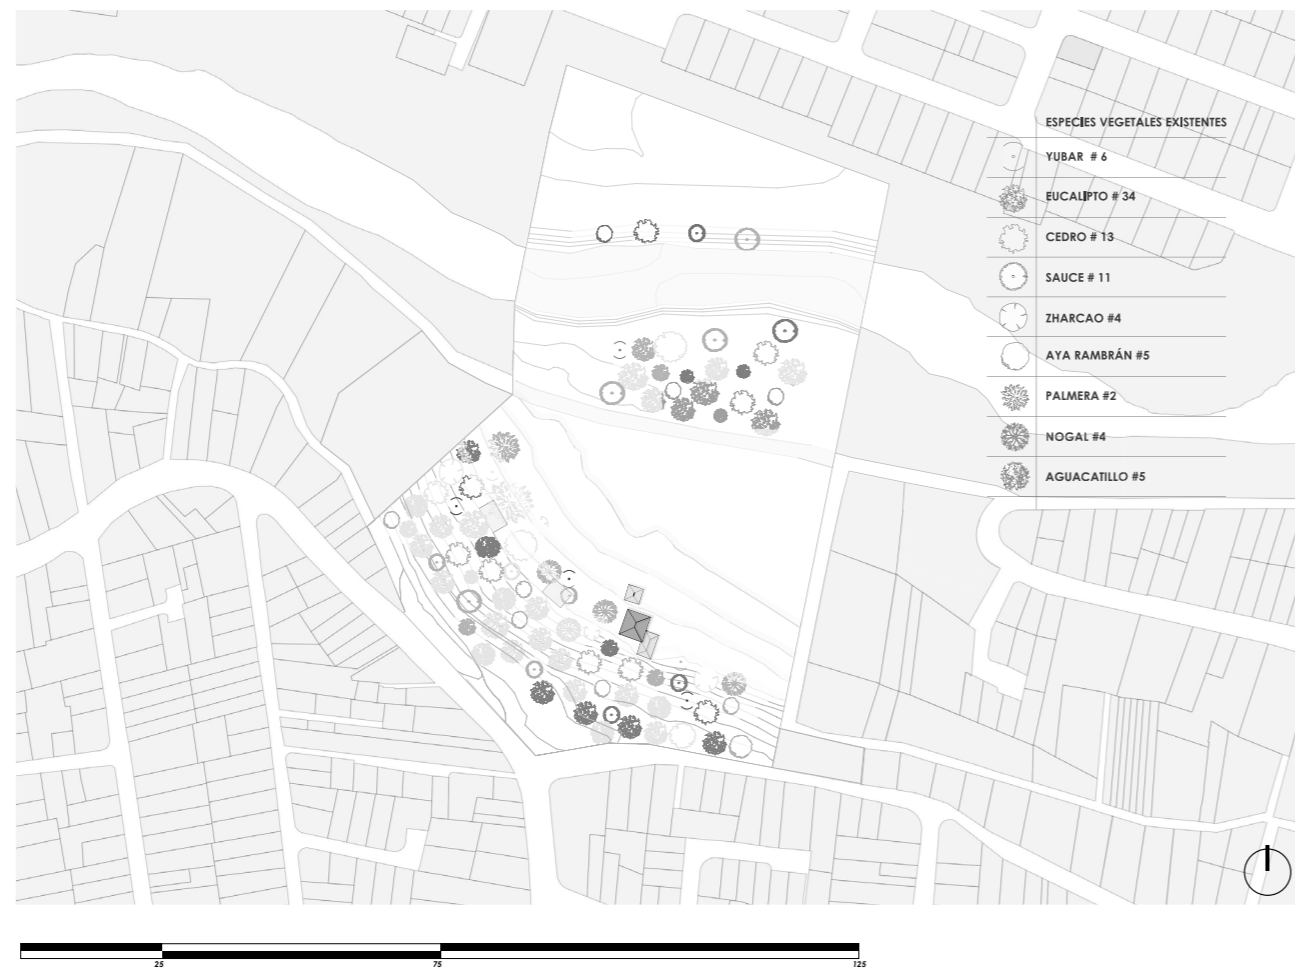 ESPECIES VEGETALES EXISTENTES
YUBAR # 6
EUCALIPTO # 34
CEDRO # 13
SAUCE # 11
ZHARCAO #4
AYA RAMBRÁN #5
PALMERA #2
NOGAL #4
AGUACATILLO #5
25 75 125